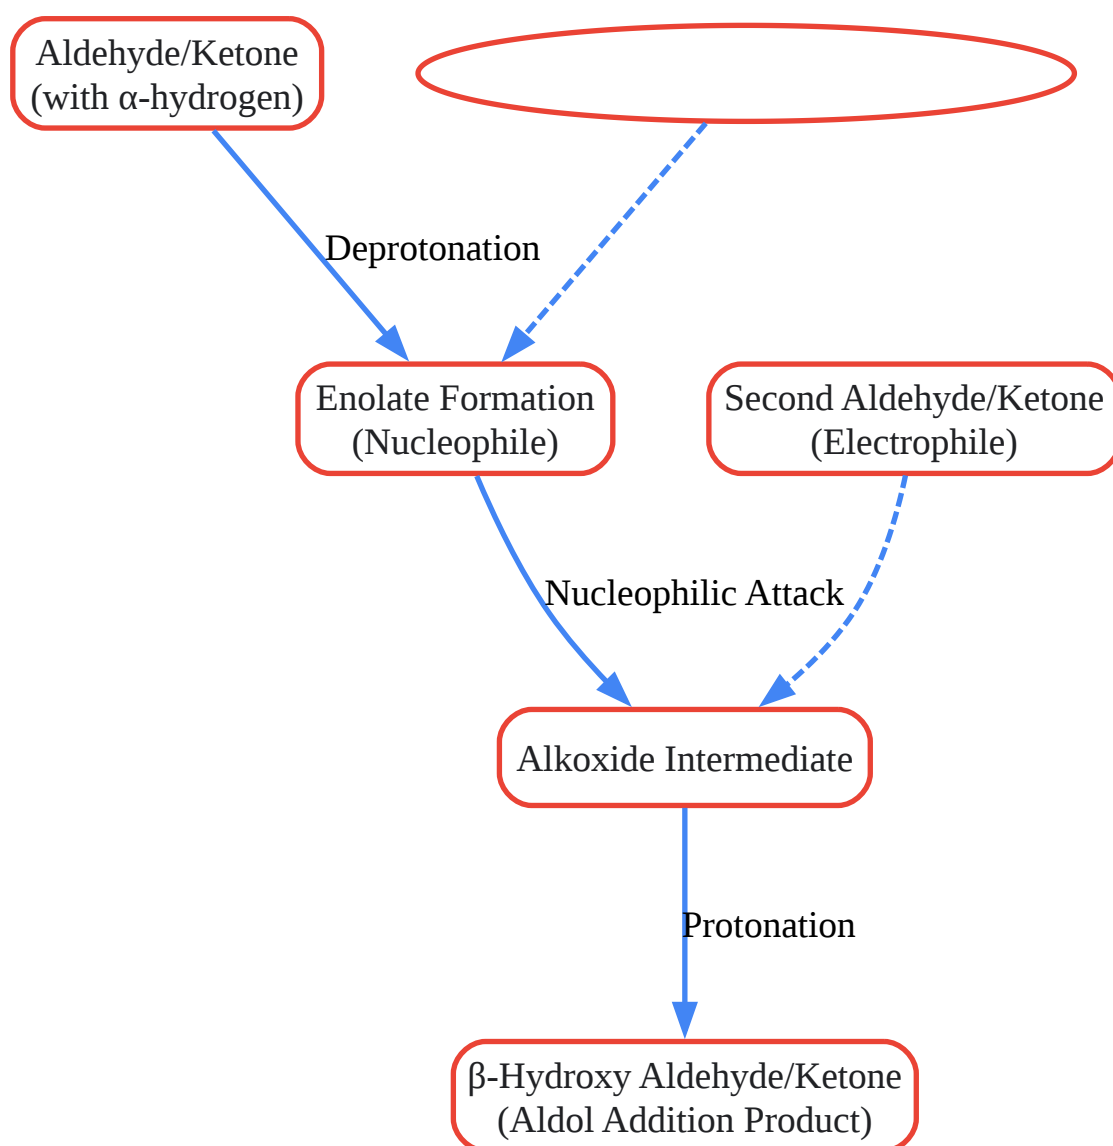 Aldehyde/Ketone
(with α-hydrogen)
Deprotonation
Enolate Formation
(Nucleophile)
Second Aldehyde/Ketone
(Electrophile)
Nucleophilic Attack
Alkoxide Intermediate
Protonation
β-Hydroxy Aldehyde/Ketone
(Aldol Addition Product)